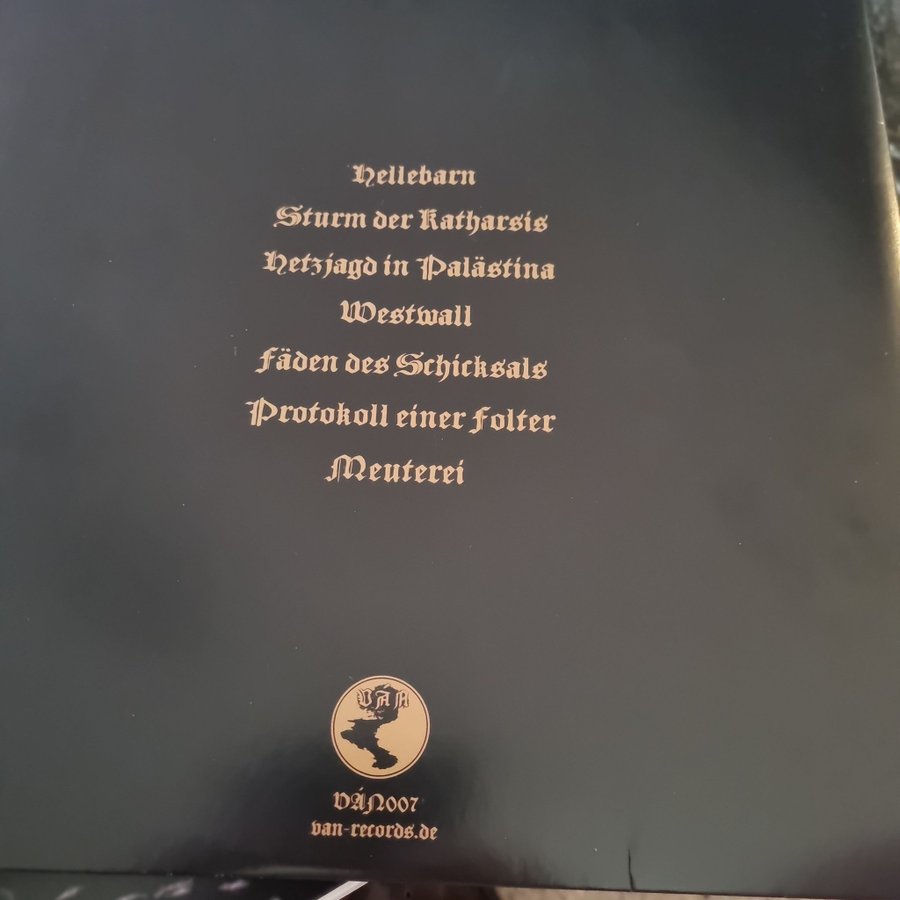 Hellebarn
Sturm der Katharsis
Hetzjagd in Palästina
Westwall
Fäden des Schicksals
Protokoll einer Folter
Meuterei
VÁN
VÁN007
van-records.de